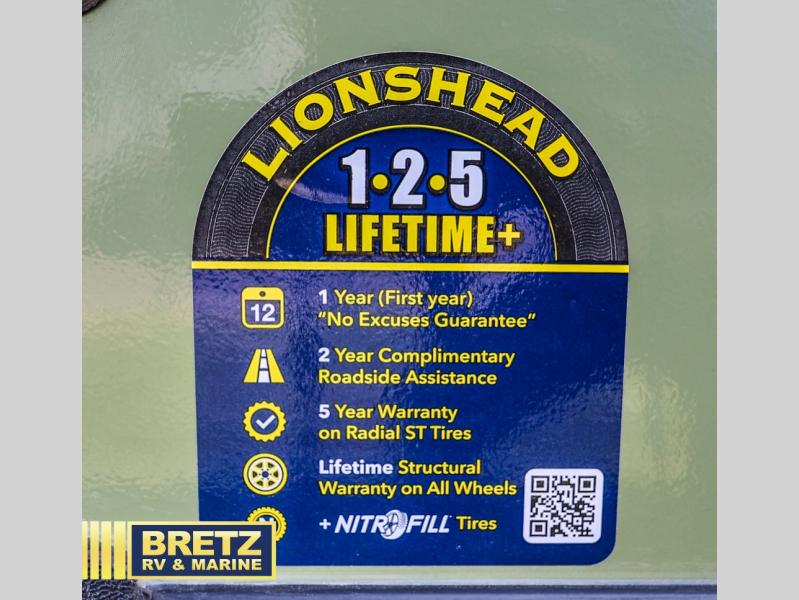 LIONSHEAD
1•2•5
LIFETIME+
12
1 Year (First year)
"No Excuses Guarantee"
2 Year Complimentary
Roadside Assistance
5 Year Warranty
on Radial ST Tires
Lifetime Structural
Warranty on All Wheels
+ NITROFILL Tires
BRETZ
RV & MARINE